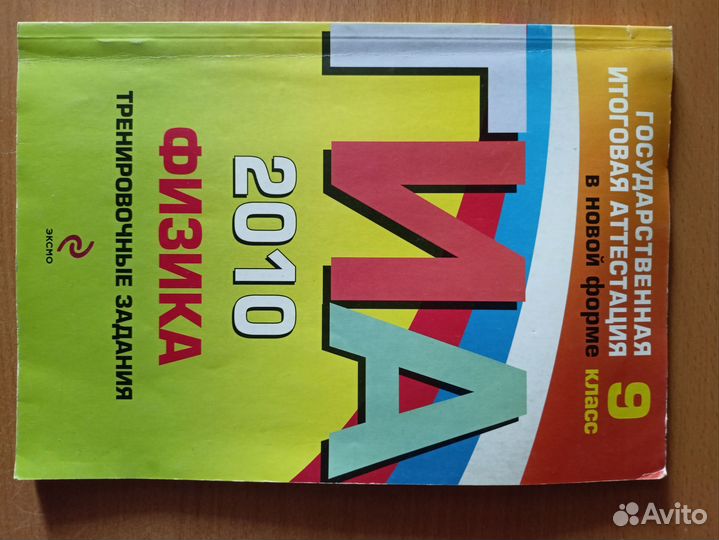 ГОСУДАРСТВЕННАЯ
ИТОГОВАЯ АТТЕСТАЦИЯ
в новой форме
9
класс
ГИА
2010
ФИЗИКА
ТРЕНИРОВОЧНЫЕ ЗАДАНИЯ
ЭКСМО
Avito